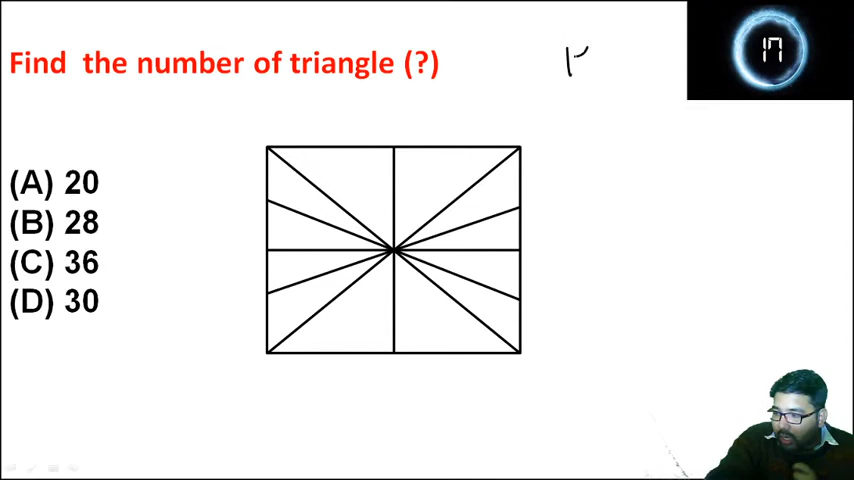 17
Find the number of triangle (?)
(A) 20
(B) 28
(C) 36
(D) 30